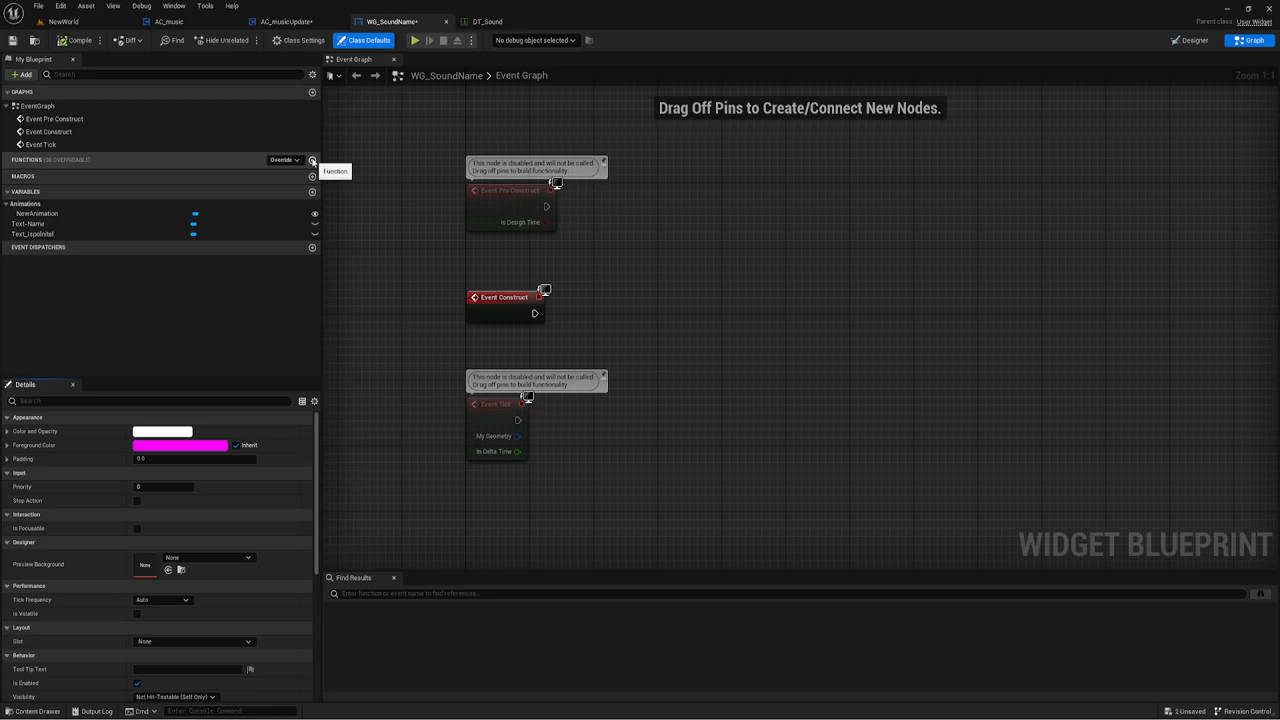 File Edit Asset View Debug Window Tools Help
Parent class: User Widget
NewWorld AC_music AC_musicUpdate* WG_SoundName* DT_Sound
Compile Diff Find Hide Unrelated Class Settings Class Defaults No debug object selected Designer Graph
My Blueprint Event Graph
Add Search WG_SoundName Event Graph Zoom 1:1
GRAPHS
EventGraph
Event Pre Construct
Event Construct
Event Tick
FUNCTIONS (36 OVERRIDABLE) Override
Function
MACROS
VARIABLES
Animations
NewAnimation
Text-Name
Text_Ispolnitel
EVENT DISPATCHERS
Drag Off Pins to Create/Connect New Nodes.
This node is disabled and will not be called.
Drag off pins to build functionality.
Event Pre Construct
Is Design Time
Event Construct
This node is disabled and will not be called.
Drag off pins to build functionality.
Event Tick
My Geometry
In Delta Time
WIDGET BLUEPRINT
Details
Search
Appearance
Color and Opacity
Foreground Color Inherit
Padding 0.0
Input
Priority 0
Stop Action
Interaction
Is Focusable
Designer
Preview Background None None
Performance
Tick Frequency Auto
Is Volatile
Layout
Slot None
Behavior
Tool Tip Text
Is Enabled
Visibility Not Hit-Testable (Self Only)
Find Results
Enter function or event name to find references...
Content Drawer Output Log Cmd Enter Console Command 2 Unsaved Revision Control